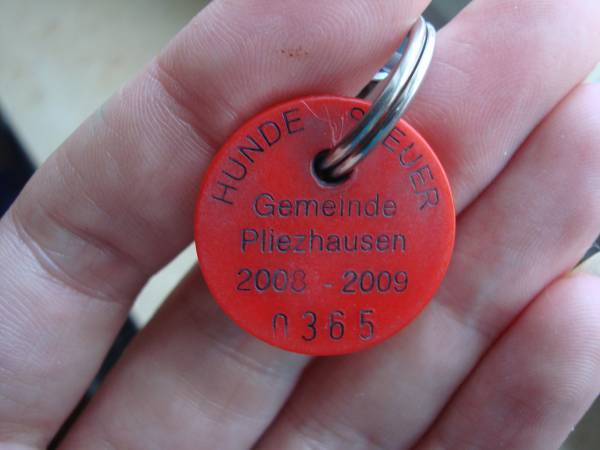 HUNDE STEUER
Gemeinde
Pliezhausen
2008 - 2009
0365